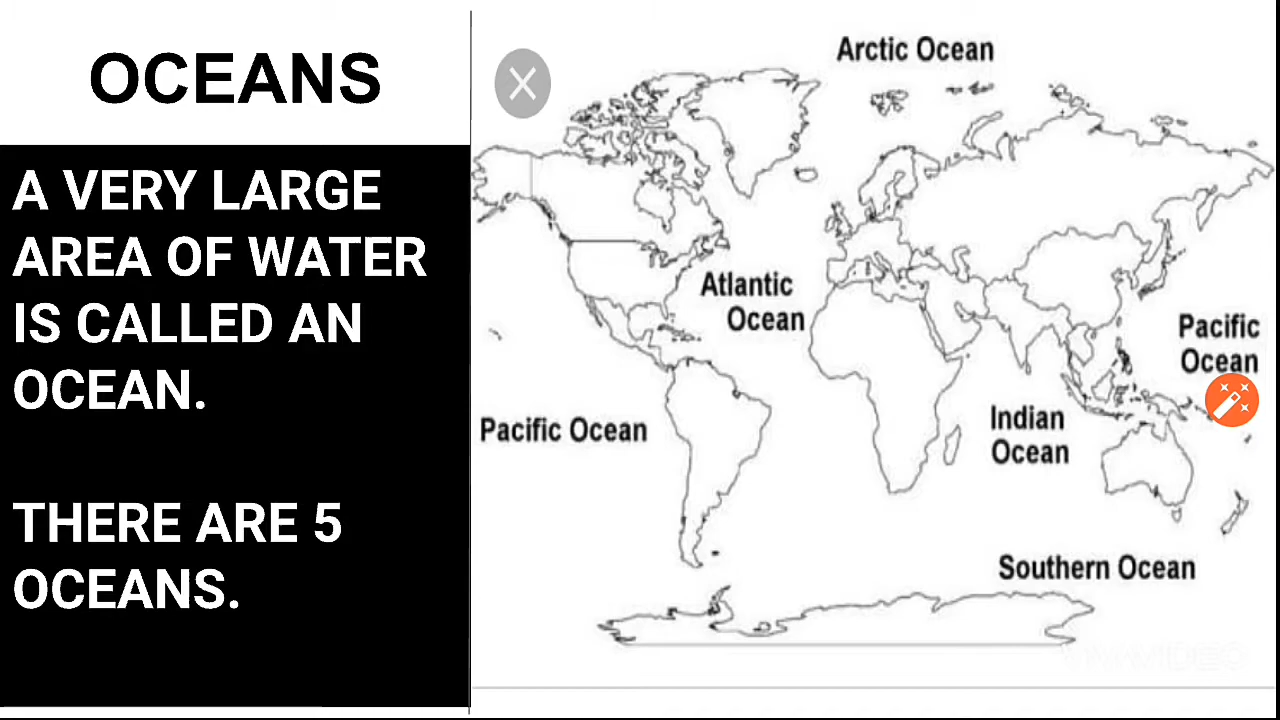 OCEANS
A VERY LARGE
AREA OF WATER
IS CALLED AN
OCEAN.
THERE ARE 5
OCEANS.
Arctic Ocean
Atlantic
Ocean
Pacific
Ocean
Pacific Ocean
Indian
Ocean
Southern Ocean